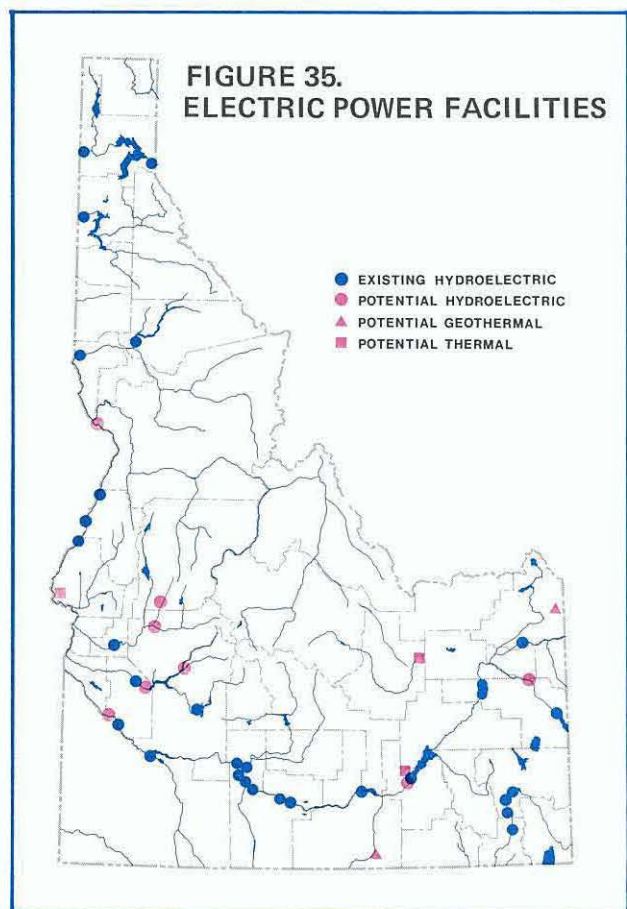 FIGURE 35.
ELECTRIC POWER FACILITIES
EXISTING HYDROELECTRIC
POTENTIAL HYDROELECTRIC
POTENTIAL GEOTHERMAL
POTENTIAL THERMAL